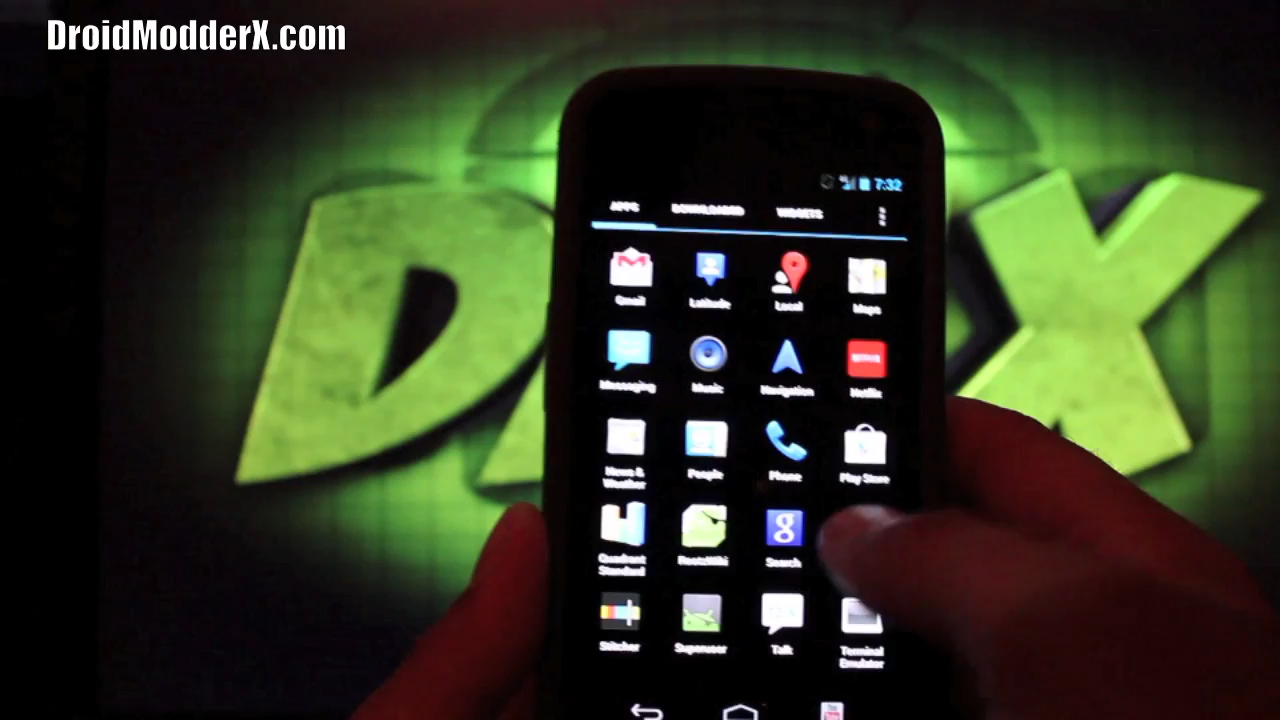 DroidModderX.com
7:32
APPS DOWNLOADED WIDGETS
Gmail Latitude Local Maps
Messaging Music Navigation Netflix
News & Weather People Phone Play Store
Quadrant Standard RootzWiki Search
Stitcher Superuser Talk Terminal Emulator
D X